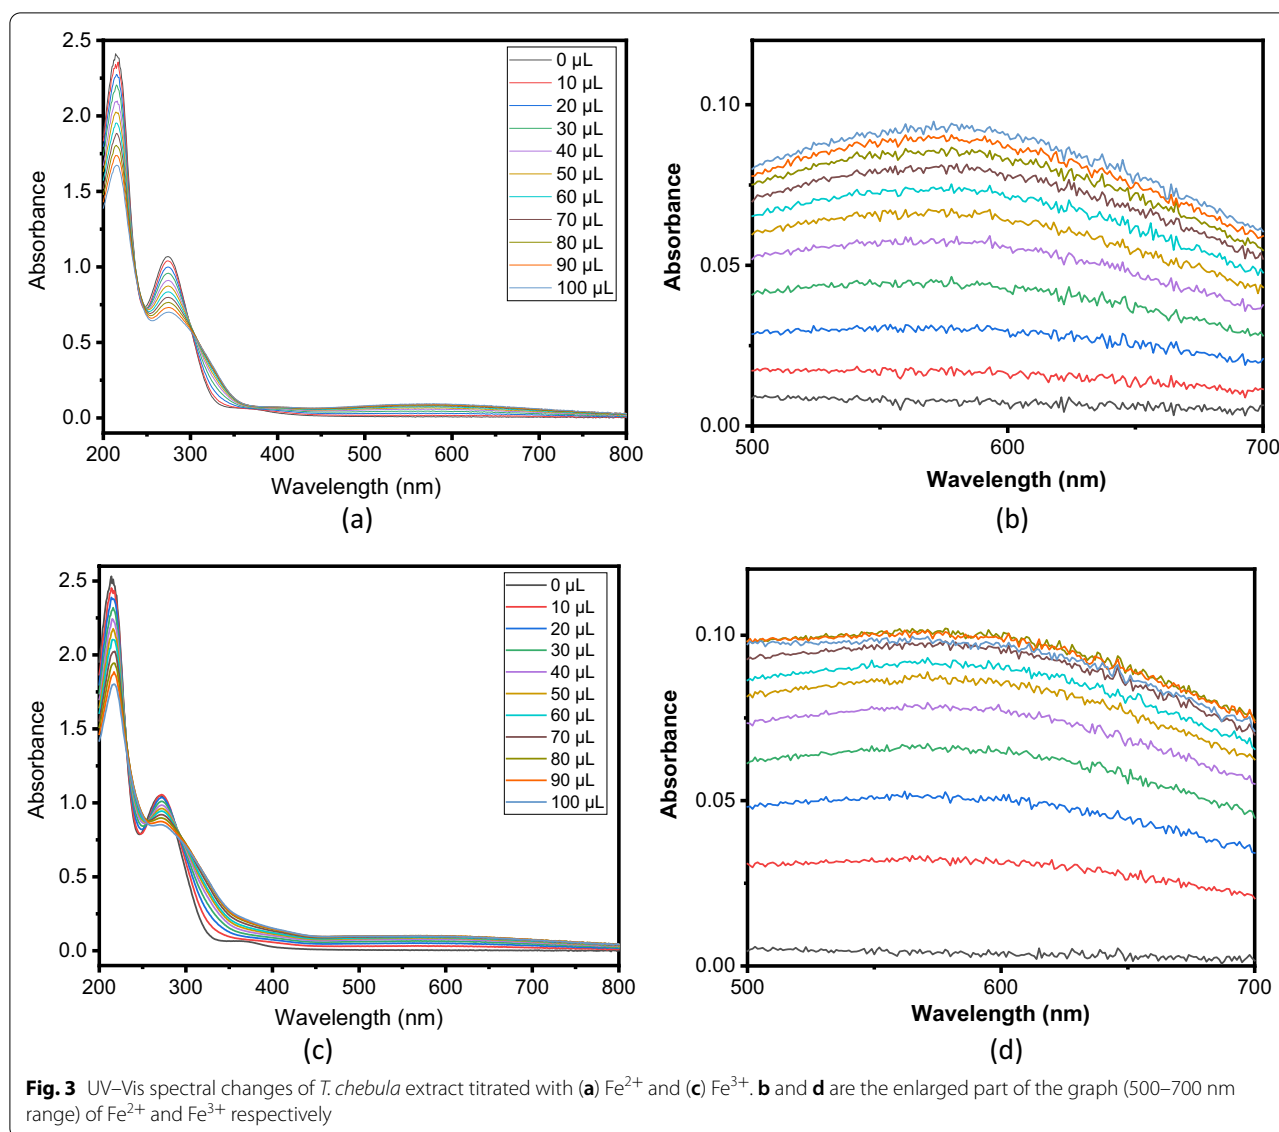 2.5
2.0
1.5
1.0
0.5
0.0
200 300 400 500 600 700 800
Absorbance
Wavelength (nm)
0 µL
10 µL
20 µL
30 µL
40 µL
50 µL
60 µL
70 µL
80 µL
90 µL
100 µL
(a)
0.10
0.05
0.00
500 600 700
Absorbance
Wavelength (nm)
(b)
2.5
2.0
1.5
1.0
0.5
0.0
200 300 400 500 600 700 800
Absorbance
Wavelength (nm)
0 µL
10 µL
20 µL
30 µL
40 µL
50 µL
60 µL
70 µL
80 µL
90 µL
100 µL
(c)
0.10
0.05
0.00
500 600 700
Absorbance
Wavelength (nm)
(d)
Fig. 3 UV–Vis spectral changes of T. chebula extract titrated with (a) Fe²⁺ and (c) Fe³⁺. b and d are the enlarged part of the graph (500–700 nm
range) of Fe²⁺ and Fe³⁺ respectively